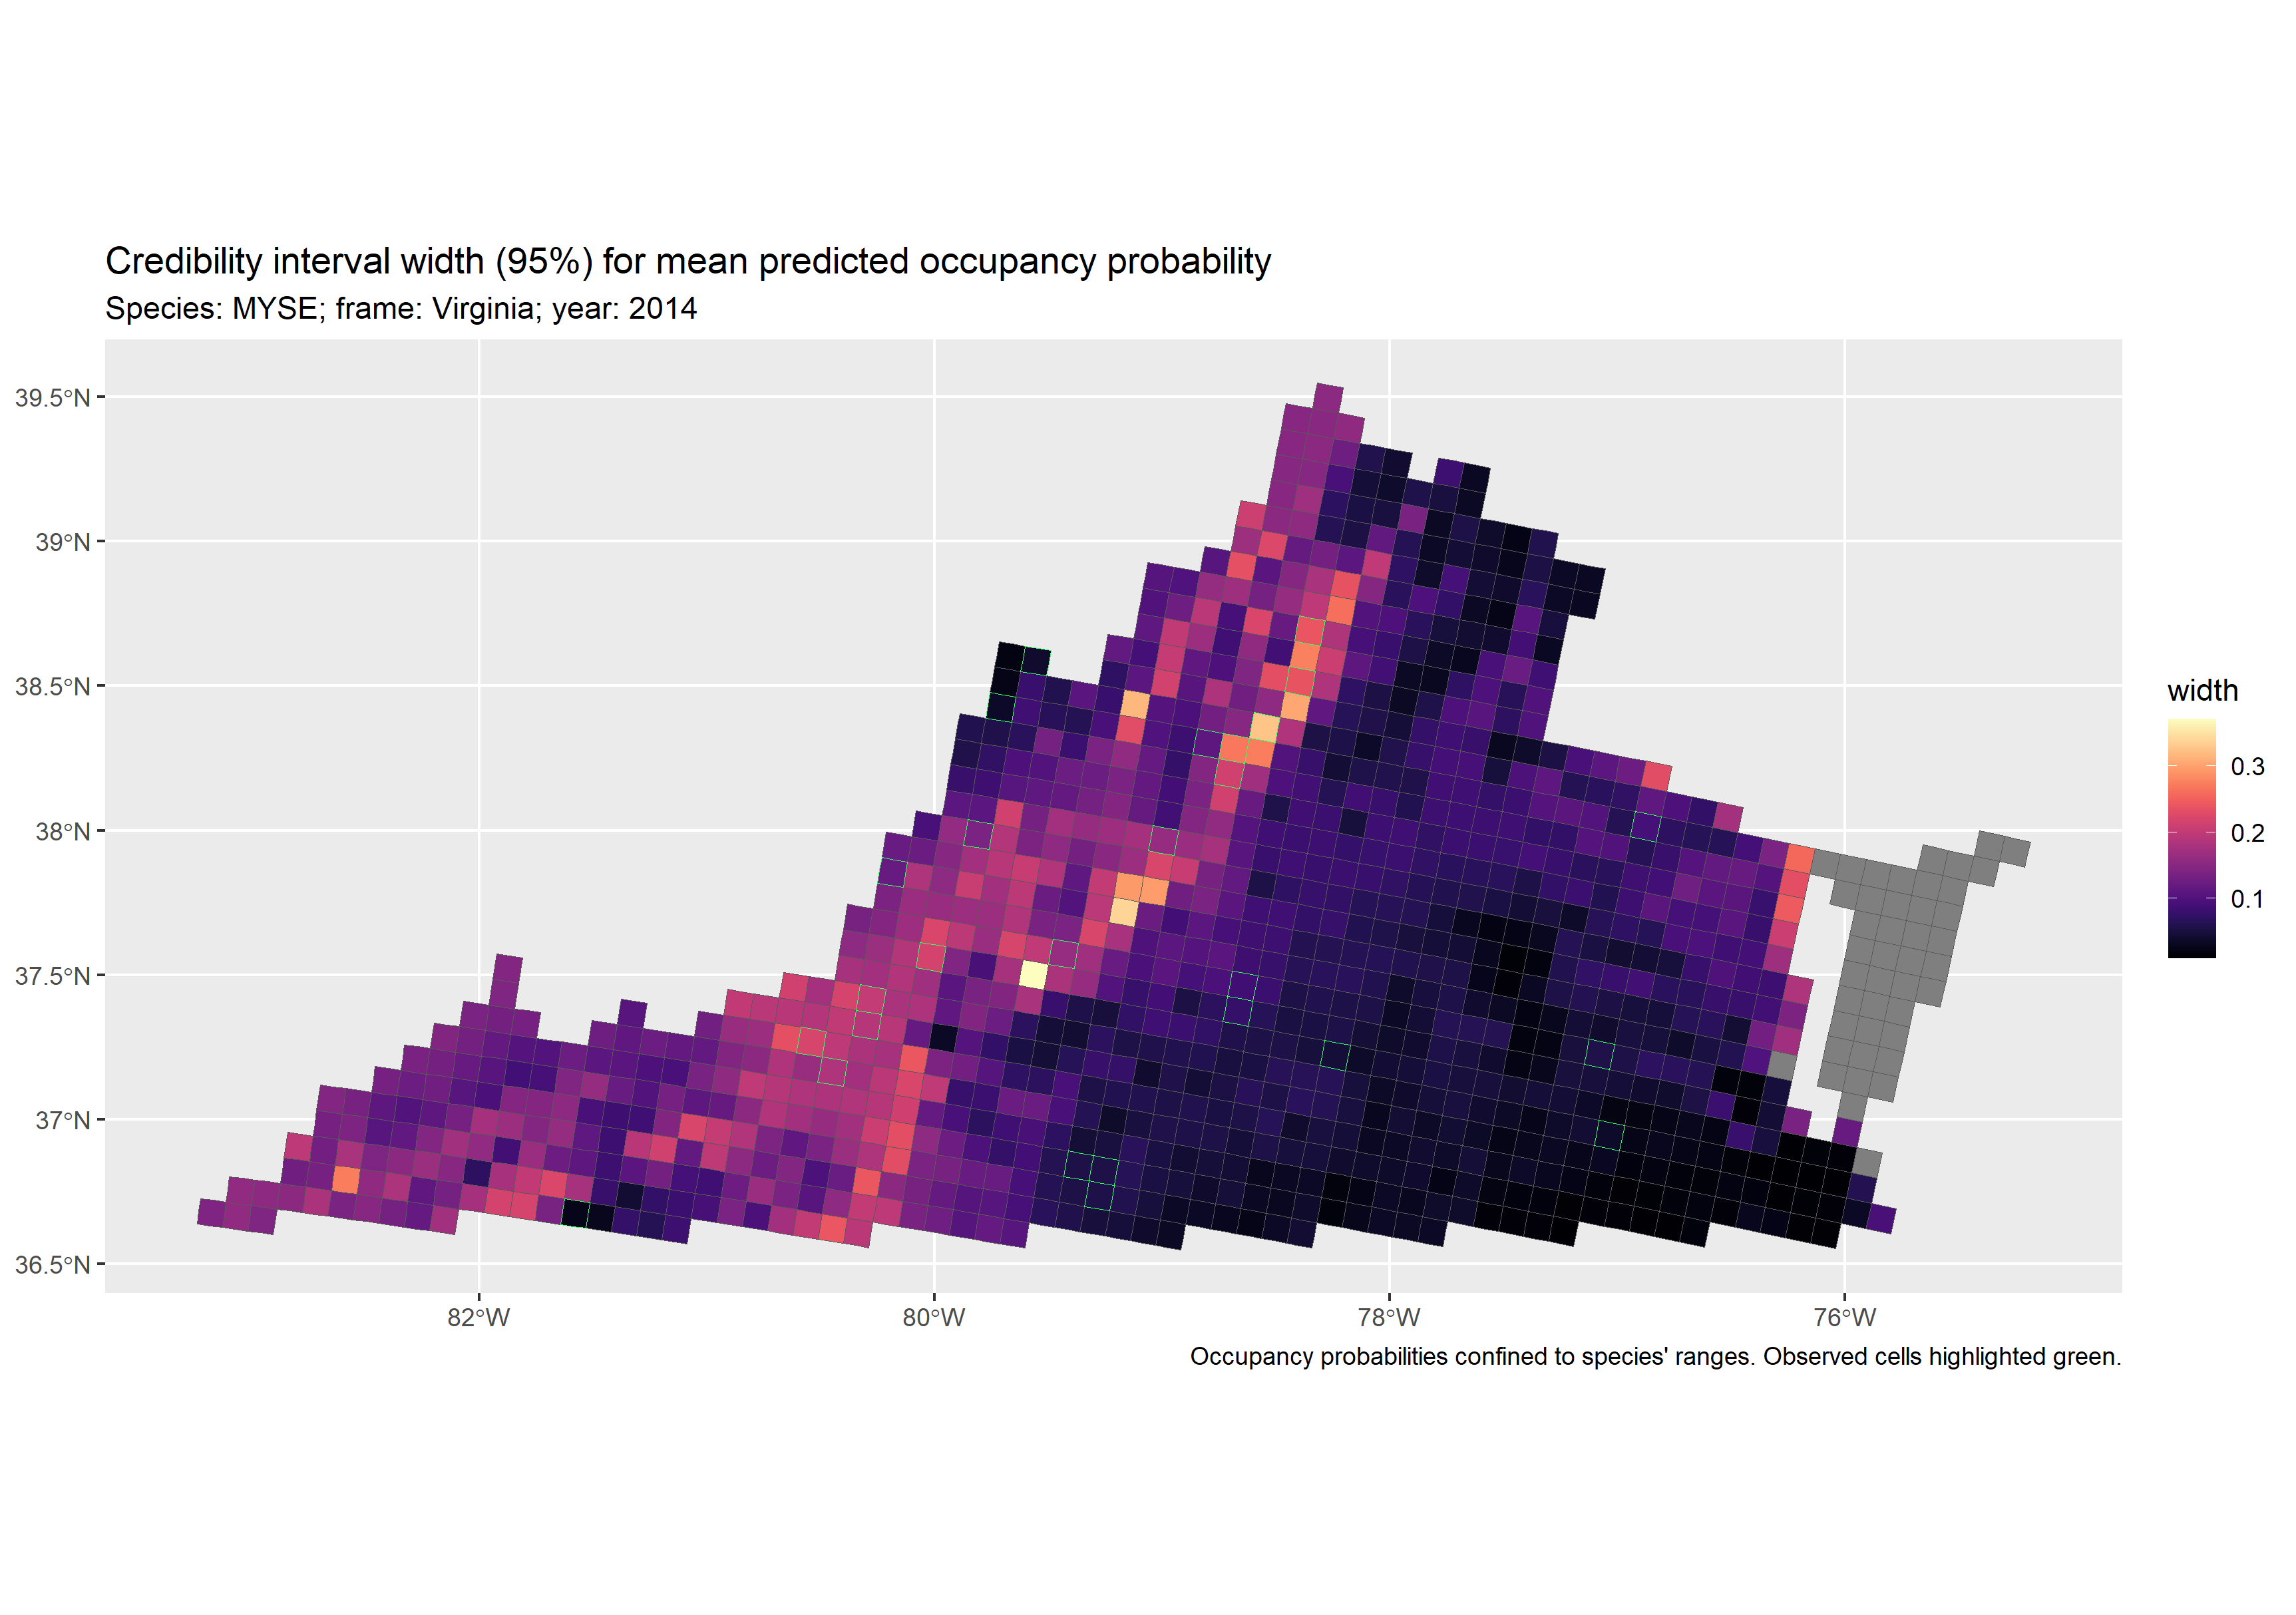 Credibility interval width (95%) for mean predicted occupancy probability
Species: MYSE; frame: Virginia; year: 2014
39.5°N
39°N
38.5°N
38°N
37.5°N
37°N
36.5°N
82°W
80°W
78°W
76°W
width
0.3
0.2
0.1
Occupancy probabilities confined to species' ranges. Observed cells highlighted green.